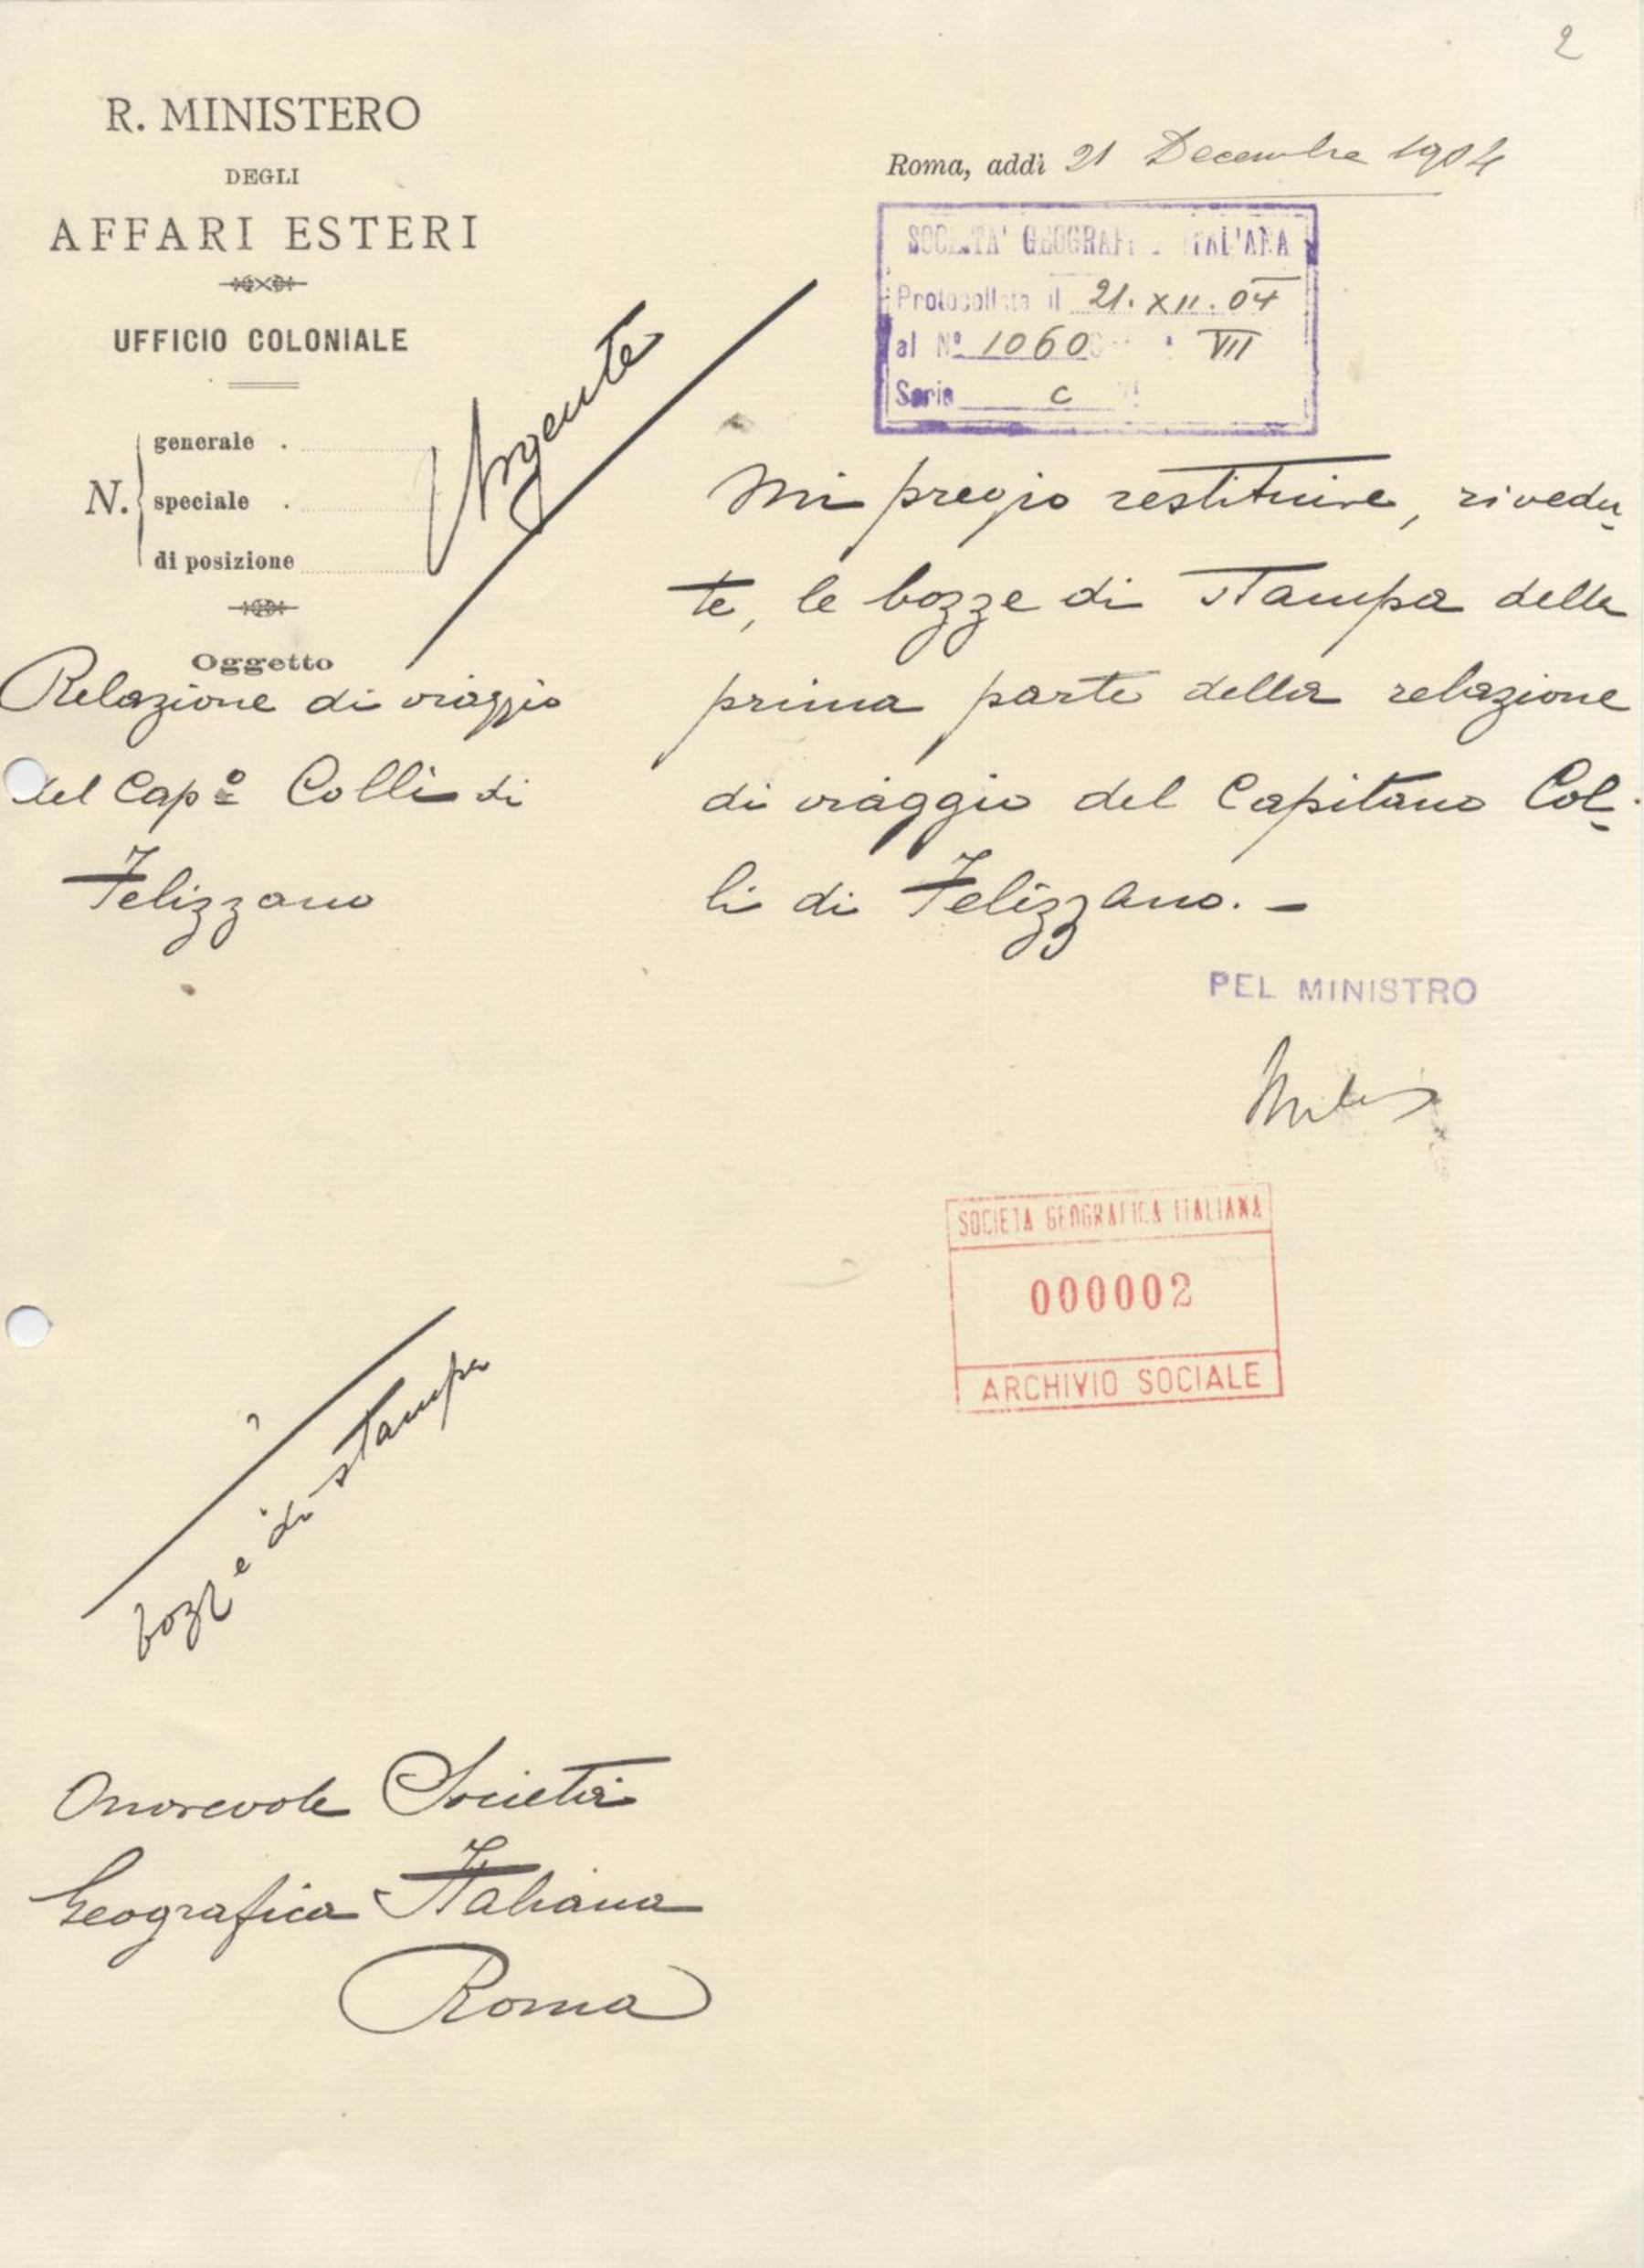 2
R. MINISTERO
DEGLI
AFFARI ESTERI
UFFICIO COLONIALE
N.
generale .
speciale .
di posizione
Urgente
Oggetto
Relazione di viaggio
del Capº Colli di
Felizzano
Roma, addì 21 Decembre 1904
SOCIETA' GEOGRAFICA ITALIANA
Protocollata il 21.XII.04
al Nº 1060 VII
Serie C
Mi pregio restituire, rivedu-
te, le bozze di stampa della
prima parte della relazione
di viaggio del Capitano Col-
li di Felizzano. -
PEL MINISTRO
SOCIETA GEOGRAFICA ITALIANA
000002
ARCHIVIO SOCIALE
bozze di stampa
Onorevole Società
Geografica Italiana
Roma